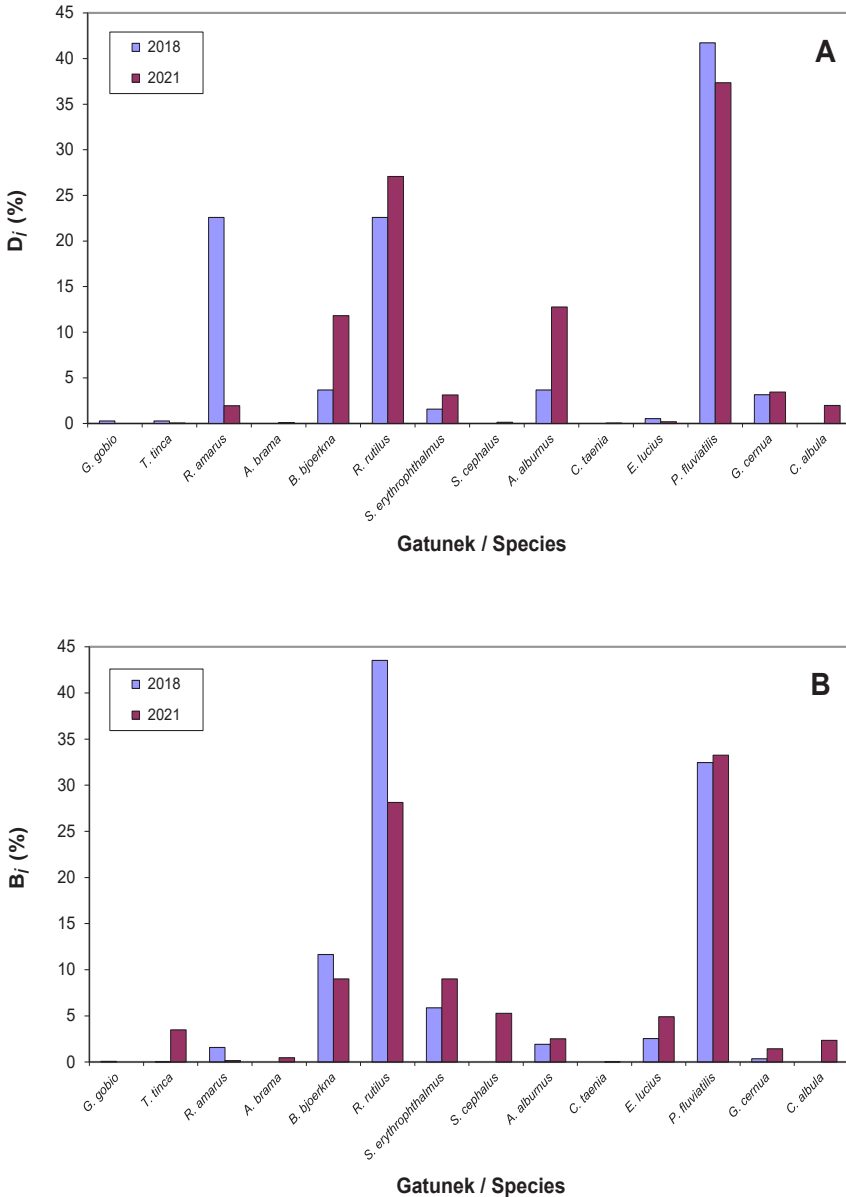 A
2018
2021
45
40
35
30
25
20
15
10
5
0
D𝑖 (%)
G. gobio
T. tinca
R. amarus
A. brama
B. bjoerkna
R. rutilus
S. erythrophthalmus
S. cephalus
A. alburnus
C. taenia
E. lucius
P. fluviatilis
G. cernua
C. albula
Gatunek / Species
B
2018
2021
45
40
35
30
25
20
15
10
5
0
B𝑖 (%)
G. gobio
T. tinca
R. amarus
A. brama
B. bjoerkna
R. rutilus
S. erythrophthalmus
S. cephalus
A. alburnus
C. taenia
E. lucius
P. fluviatilis
G. cernua
C. albula
Gatunek / Species